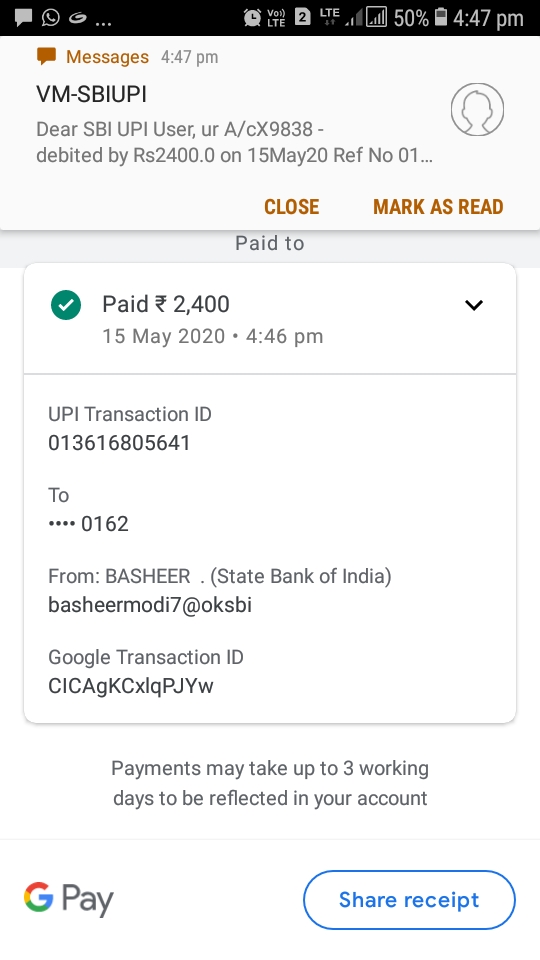 ... Vo)) LTE 2 LTE 50% 4:47 pm
Messages 4:47 pm
VM-SBIUPI
Dear SBI UPI User, ur A/cX9838 -
debited by Rs2400.0 on 15May20 Ref No 01...
CLOSE MARK AS READ
Paid to
Paid ₹ 2,400
15 May 2020 • 4:46 pm
UPI Transaction ID
013616805641
To
•••• 0162
From: BASHEER . (State Bank of India)
basheermodi7@oksbi
Google Transaction ID
CICAgKCxlqPJYw
Payments may take up to 3 working
days to be reflected in your account
G Pay Share receipt